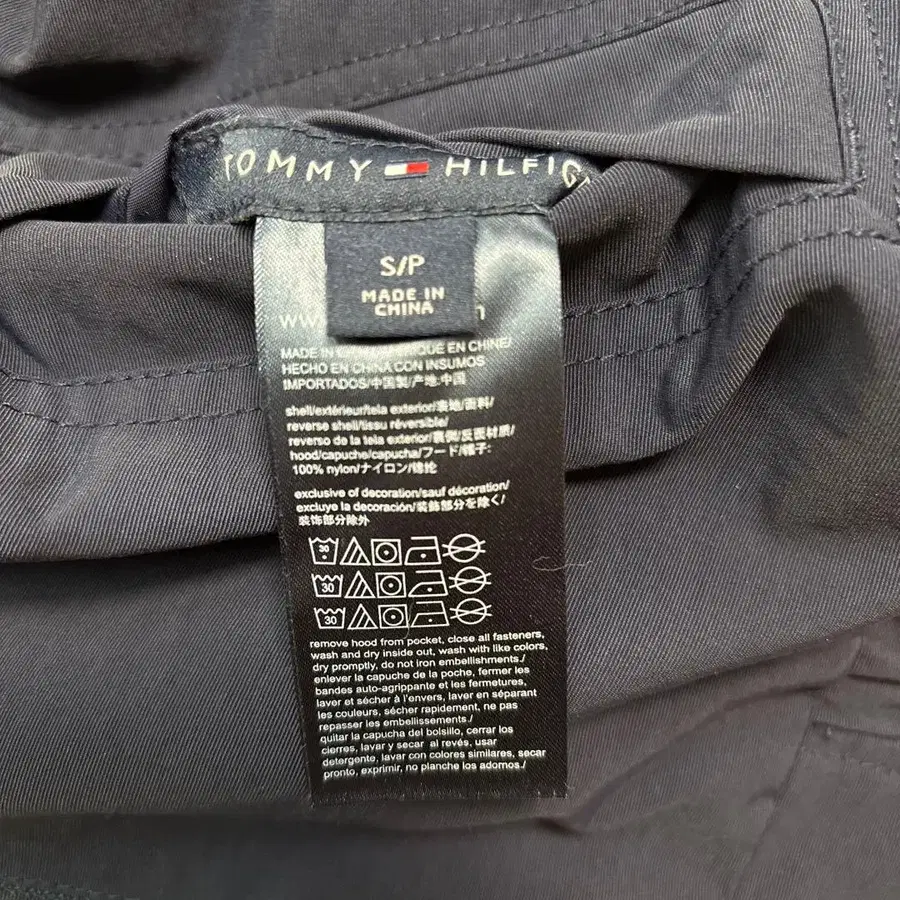 TOMMY HILFIG
S/P
MADE IN
CHINA
www
MADE IN EN CHINE/
HECHO EN CHINA CON INSUMOS
IMPORTADOS/中国製/产地:中国
shell/extérieur/tela exterior/表地/面料/
reverse shell/tissu réversible/
reverso de la tela exterior/裏側/反面材质/
hood/capuche/capucha/フード/帽子:
100% nylon/ナイロン/锦纶
exclusive of decoration/sauf décoration/
excluye la decoración/装飾部分を除く/
装饰部分除外
30
30
30
remove hood from pocket, close all fasteners,
wash and dry inside out, wash with like colors,
dry promptly, do not iron embellishments./
enlever la capuche de la poche, fermer les
bandes auto-agrippante et les fermetures,
laver et sécher à l'envers, laver en séparant
les couleurs, sécher rapidement, ne pas
repasser les embellissements./
quitar la capucha del bolsillo, cerrar los
cierres, lavar y secar al revés, usar
detergente, lavar con colores similares, secar
pronto, exprimir, no planche los adornos./